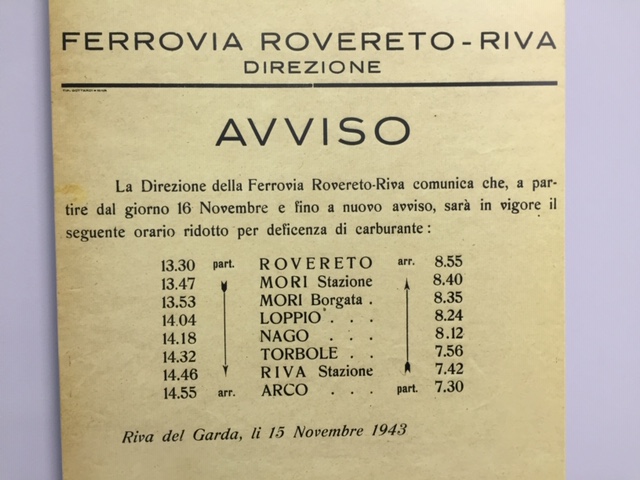 FERROVIA ROVERETO - RIVA
DIREZIONE
AVVISO
La Direzione della Ferrovia Rovereto-Riva comunica che, a par-
tire dal giorno 16 Novembre e fino a nuovo avviso, sarà in vigore il
seguente orario ridotto per deficenza di carburante :
13.30 part. ROVERETO arr. 8.55
13.47 MORI Stazione 8.40
13.53 MORI Borgata . 8.35
14.04 LOPPIO . . . 8.24
14.18 NAGO . . . 8.12
14.32 TORBOLE . . 7.56
14.46 RIVA Stazione 7.42
14.55 arr. ARCO . . . part. 7.30
Riva del Garda, li 15 Novembre 1943